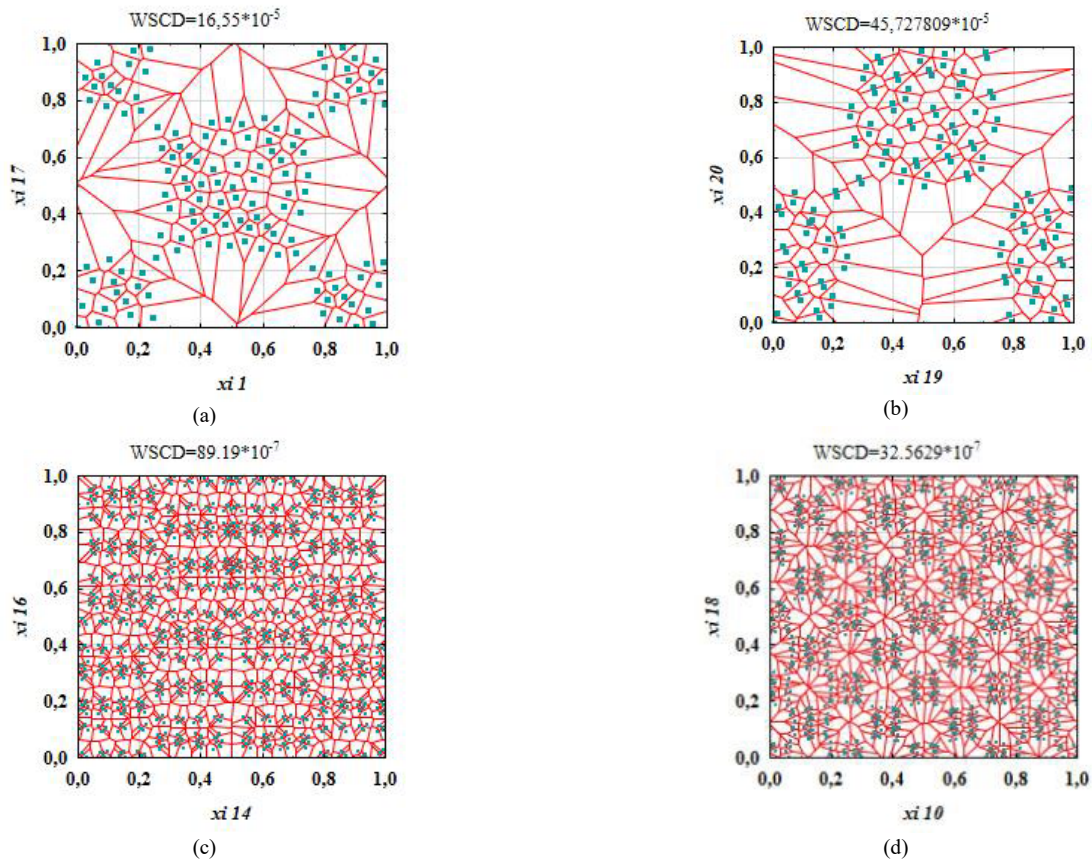 WSCD=16,55*10-5
1,0
0,8
0,6
0,4
0,2
0,0
xi 17
0,0 0,2 0,4 0,6 0,8 1,0
xi 1
(a)
WSCD=45,727809*10-5
1,0
0,8
0,6
0,4
0,2
0,0
xi 20
0,0 0,2 0,4 0,6 0,8 1,0
xi 19
(b)
WSCD=89.19*10-7
1,0
0,8
0,6
0,4
0,2
0,0
xi 16
0,0 0,2 0,4 0,6 0,8 1,0
xi 14
(c)
WSCD=32.5629*10-7
1,0
0,8
0,6
0,4
0,2
0,0
xi 18
0,0 0,2 0,4 0,6 0,8 1,0
xi 10
(d)